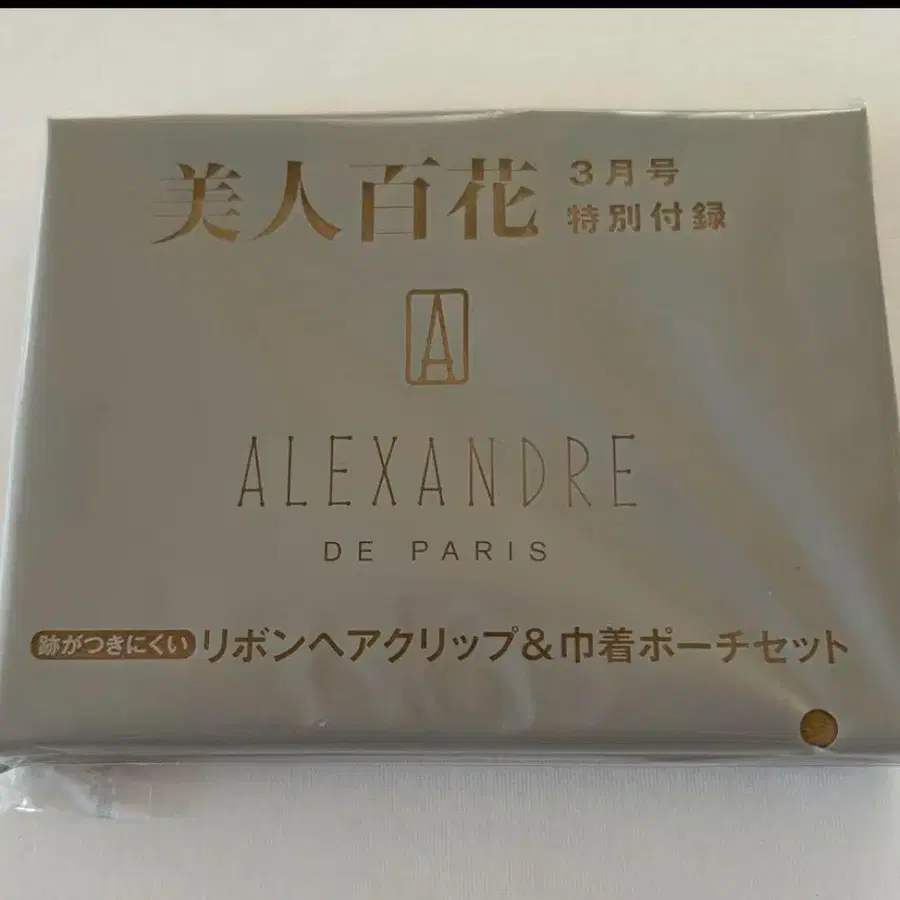 美人百花
3月号
特別付録
A
ALEXANDRE
DE PARIS
跡がつきにくい リボンヘアクリップ&巾着ポーチセット